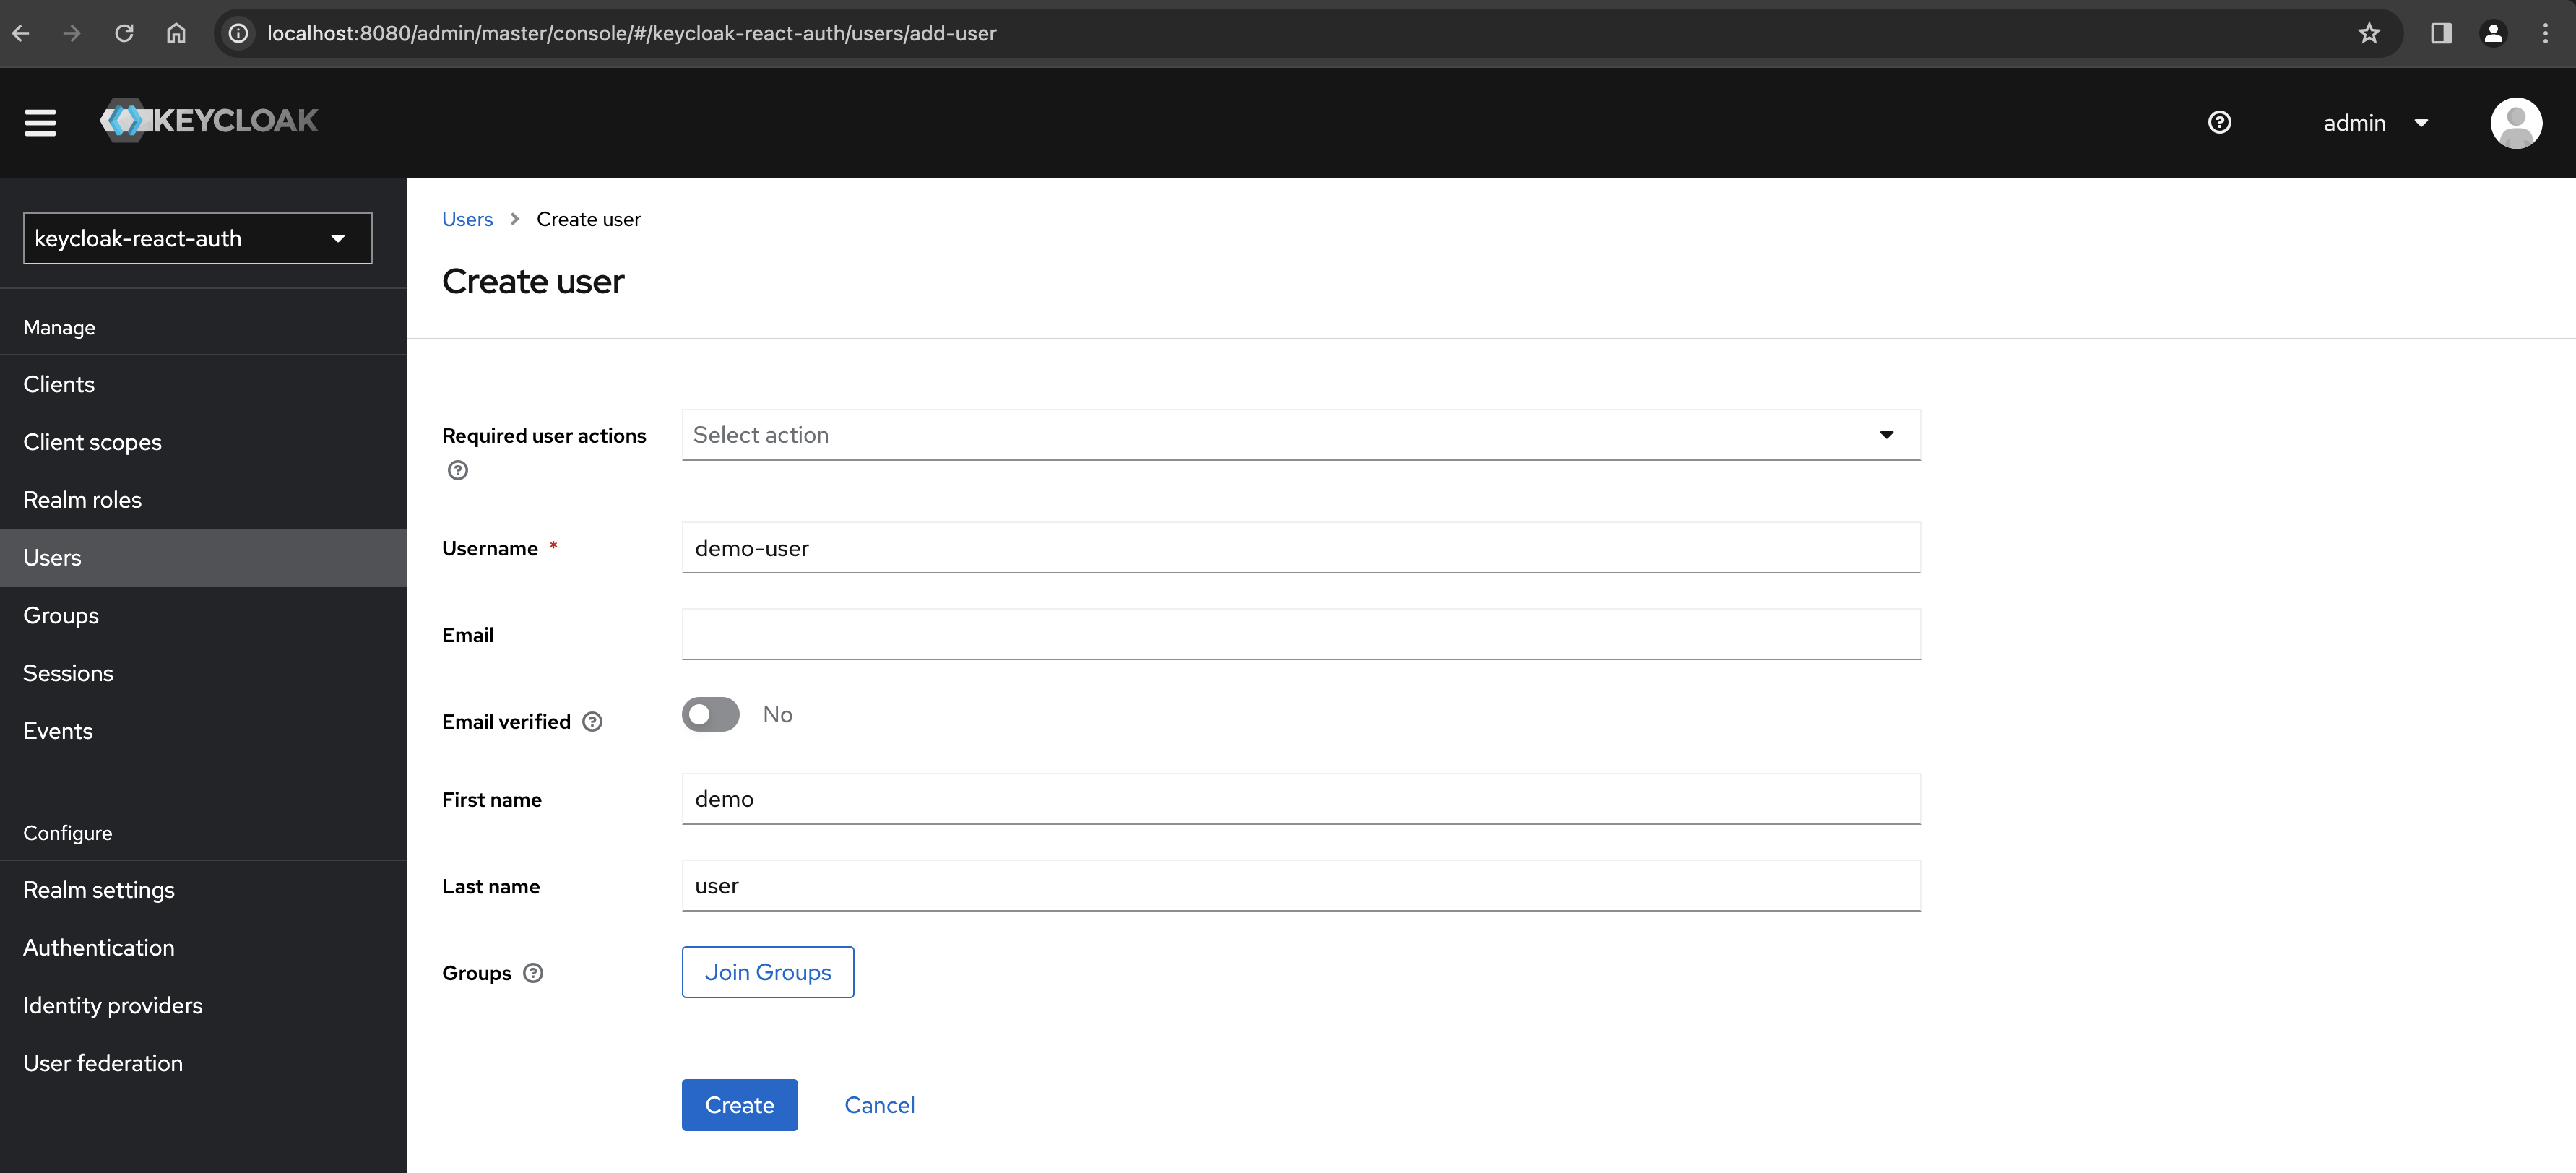 localhost:8080/admin/master/console/#/keycloak-react-auth/users/add-user
KEYCLOAK
admin
keycloak-react-auth
Manage
Clients
Client scopes
Realm roles
Users
Groups
Sessions
Events
Configure
Realm settings
Authentication
Identity providers
User federation
Users > Create user
Create user
Required user actions
Select action
Username *
demo-user
Email
Email verified
No
First name
demo
Last name
user
Groups
Join Groups
Create
Cancel